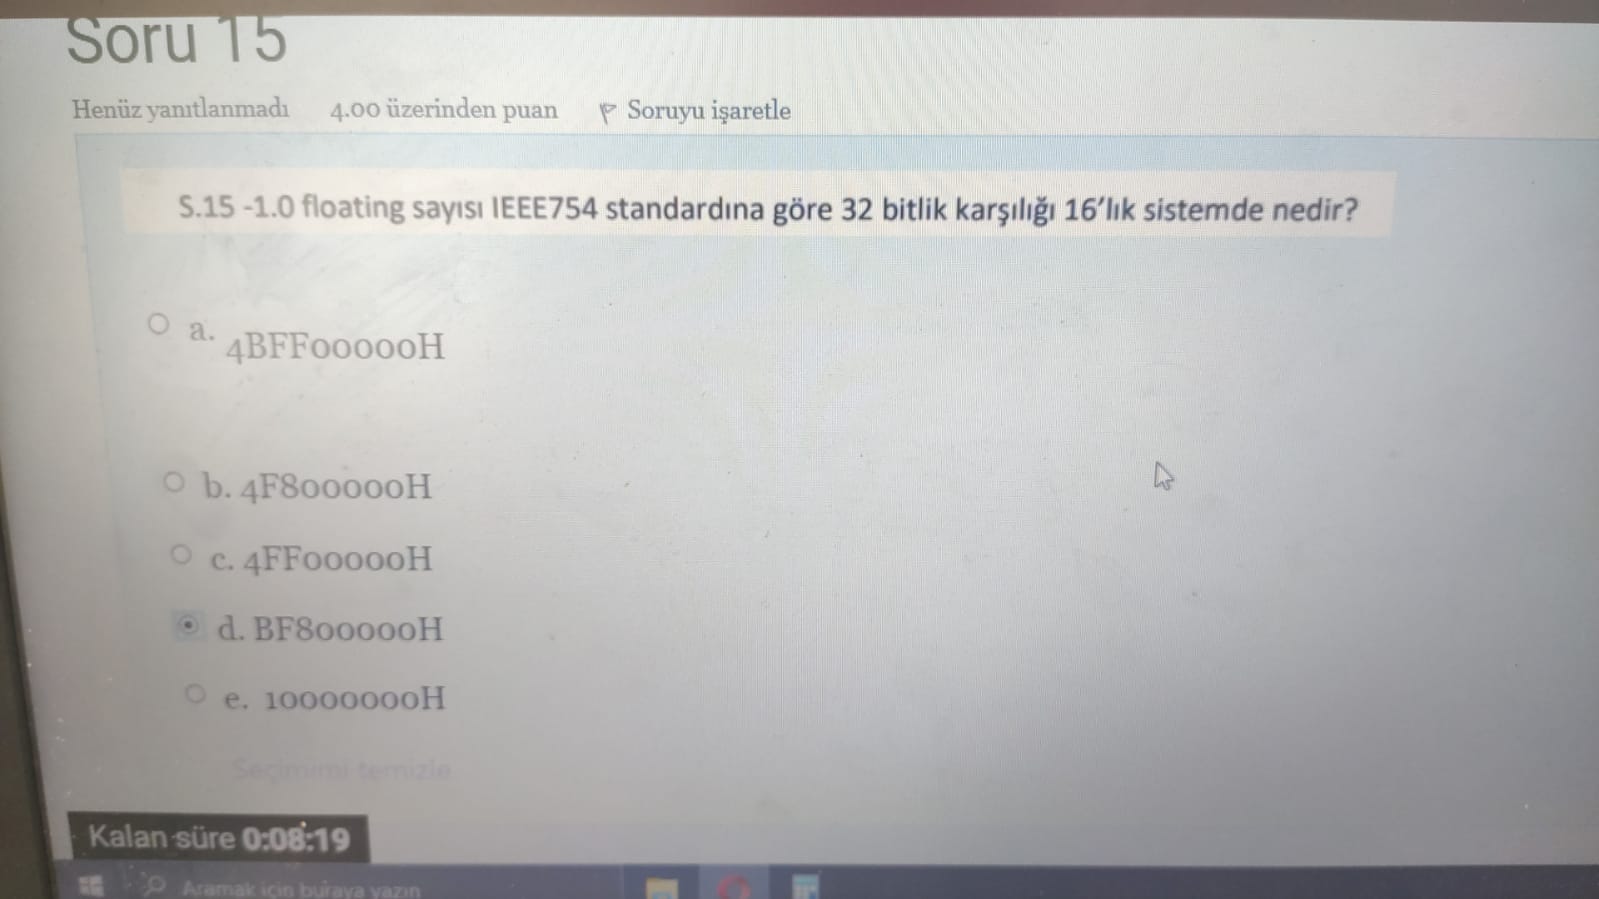 Soru 15
Henüz yanıtlanmadı 4.00 üzerinden puan Soruyu işaretle
S.15 -1.0 floating sayısı IEEE754 standardına göre 32 bitlik karşılığı 16'lık sistemde nedir?
a. 4BFF00000H
b. 4F800000H
c. 4FF00000H
d. BF800000H
e. 10000000H
Seçimimi temizle
Kalan süre 0:08:19
Aramak için buraya yazın